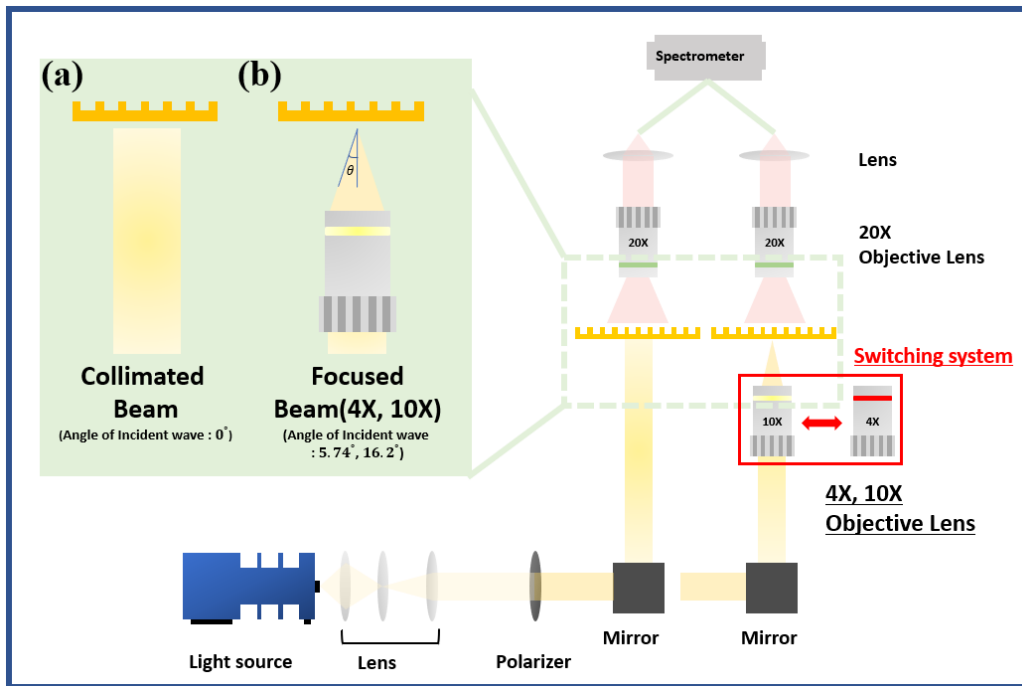 (a)
(b)
θ
Collimated
Beam
(Angle of Incident wave : 0°)
Focused
Beam(4X, 10X)
(Angle of Incident wave
: 5.74°, 16.2°)
Spectrometer
Lens
20X
20X
20X
Objective Lens
Switching system
10X
4X
4X, 10X
Objective Lens
Mirror
Mirror
Light source
Lens
Polarizer